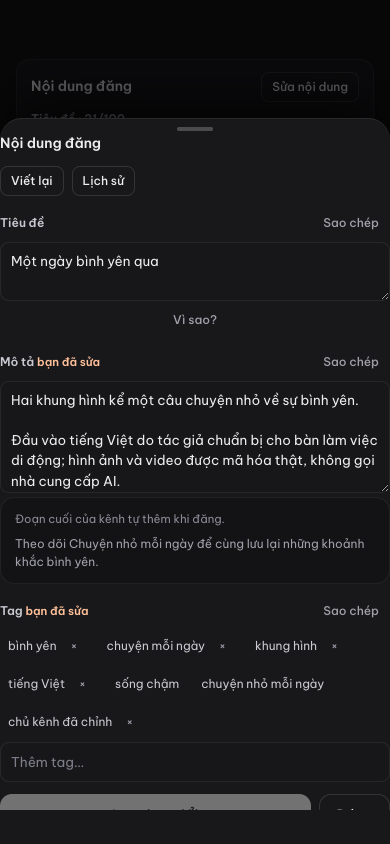 Nội dung đăng
Sửa nội dung
Nội dung đăng
Viết lại
Lịch sử
Tiêu đề
Sao chép
Một ngày bình yên qua
Vì sao?
Mô tả bạn đã sửa
Sao chép
Hai khung hình kể một câu chuyện nhỏ về sự bình yên.
Đầu vào tiếng Việt do tác giả chuẩn bị cho bàn làm việc
di động; hình ảnh và video được mã hóa thật, không gọi
nhà cung cấp AI.
Đoạn cuối của kênh tự thêm khi đăng.
Theo dõi Chuyện nhỏ mỗi ngày để cùng lưu lại những khoảnh
khắc bình yên.
Tag bạn đã sửa
Sao chép
bình yên × chuyện mỗi ngày × khung hình ×
tiếng Việt × sống chậm chuyện nhỏ mỗi ngày
chủ kênh đã chỉnh ×
Thêm tag...